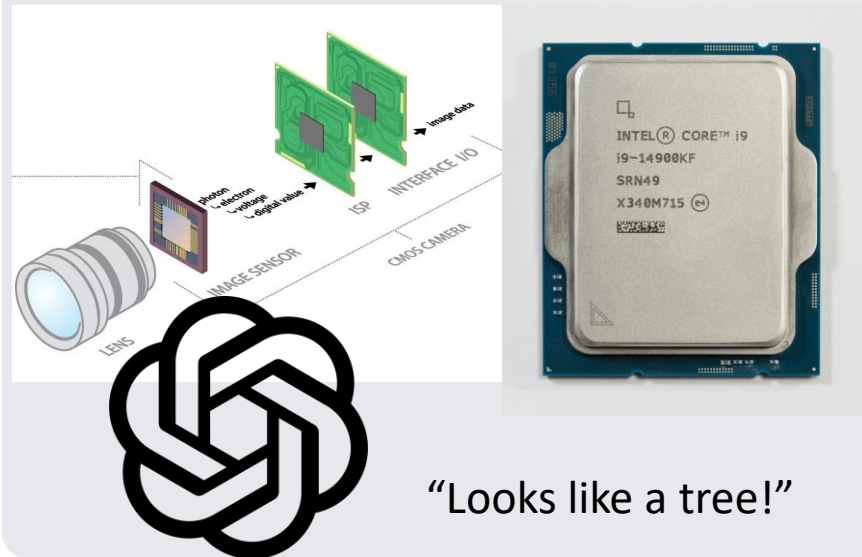 photon
↳ electron
↳ voltage
↳ digital value
image data
LENS
IMAGE SENSOR
ISP
INTERFACE I/O
CMOS CAMERA
INTEL® CORE™ i9
i9-14900KF
SRN49
X340M715 e4
“Looks like a tree!”